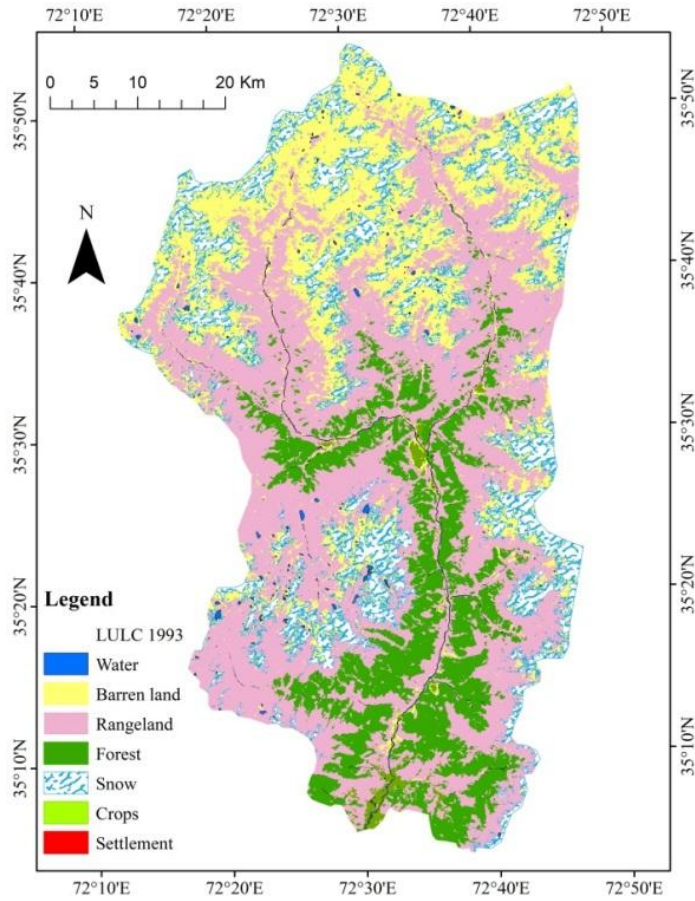 72°10'E 72°20'E 72°30'E 72°40'E 72°50'E
0 5 10 20 Km
N
35°50'N
35°40'N
35°30'N
35°20'N
35°10'N
35°50'N
35°40'N
35°30'N
35°20'N
35°10'N
Legend
LULC 1993
Water
Barren land
Rangeland
Forest
Snow
Crops
Settlement
72°10'E 72°20'E 72°30'E 72°40'E 72°50'E